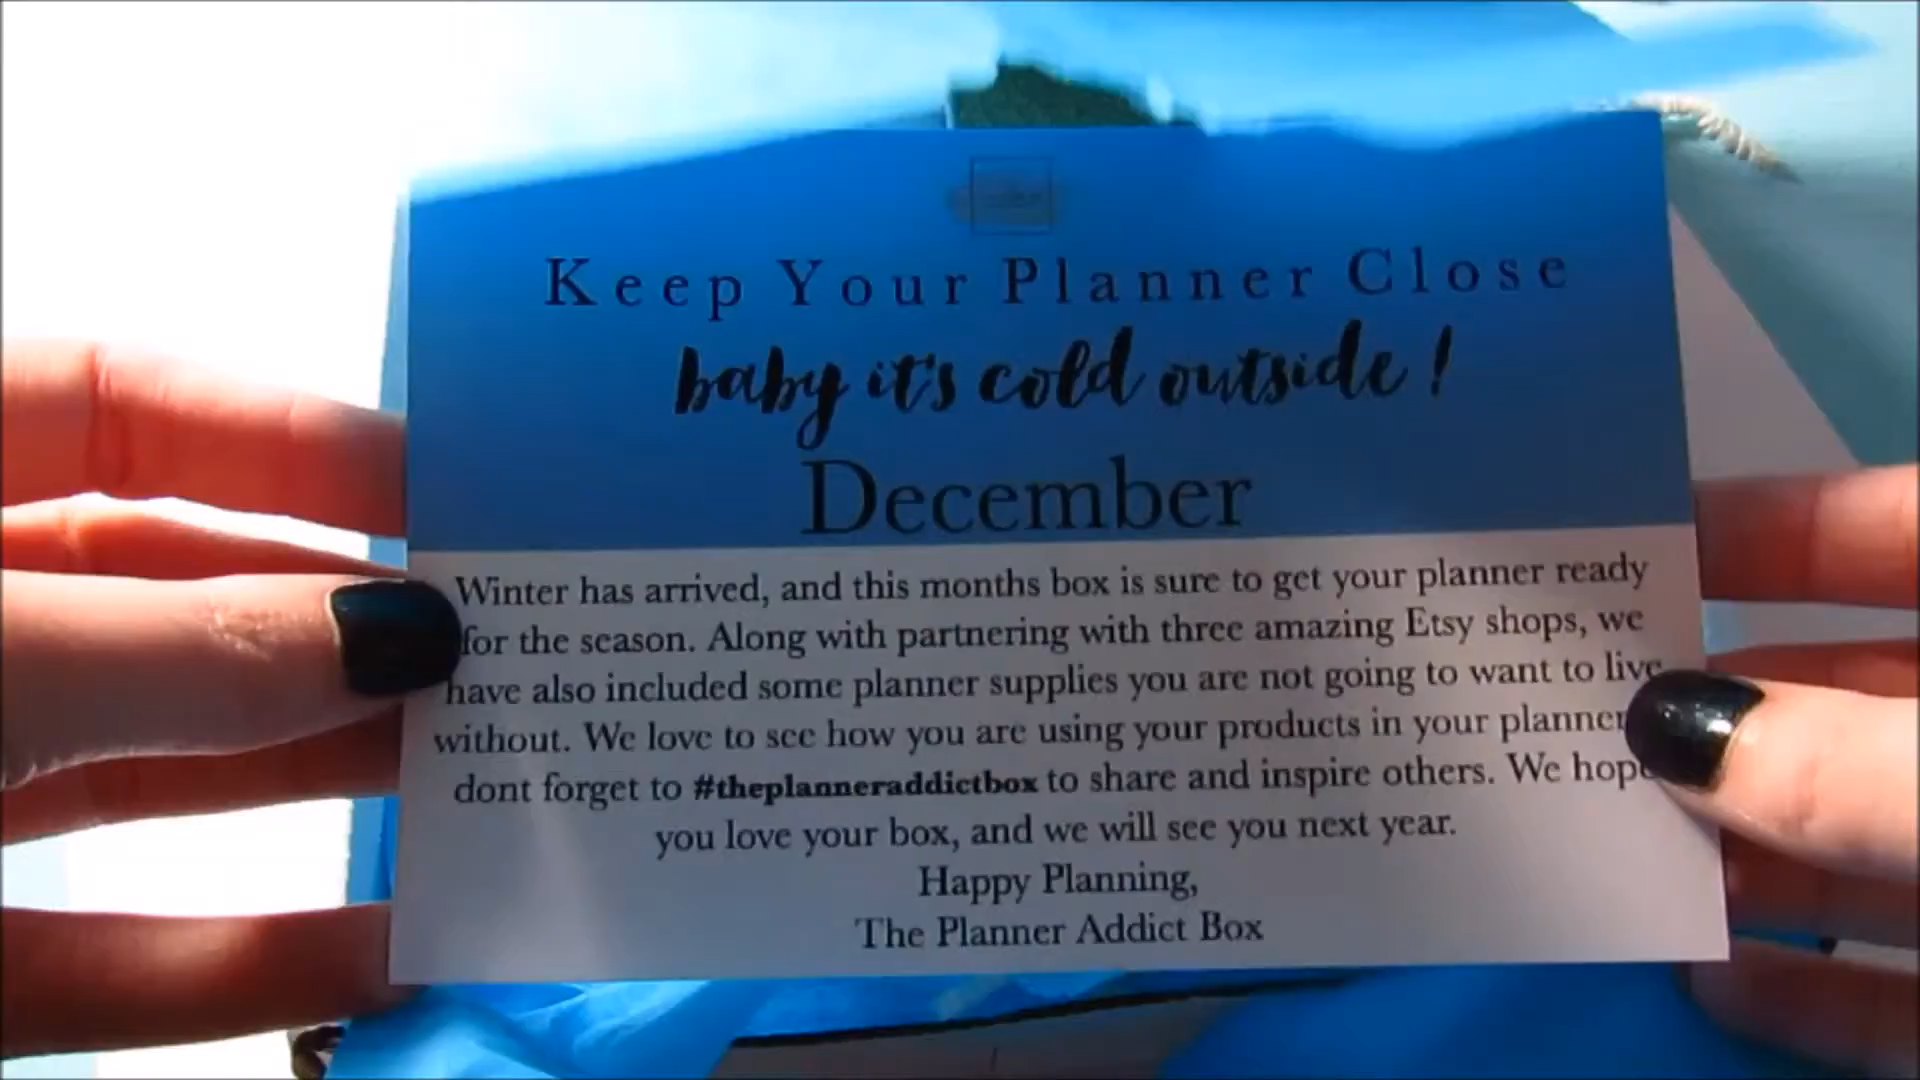 Keep Your Planner Close
baby it's cold outside!
December
Winter has arrived, and this months box is sure to get your planner ready
for the season. Along with partnering with three amazing Etsy shops, we
have also included some planner supplies you are not going to want to live
without. We love to see how you are using your products in your planner
dont forget to #theplanneraddictbox to share and inspire others. We hope
you love your box, and we will see you next year.
Happy Planning,
The Planner Addict Box